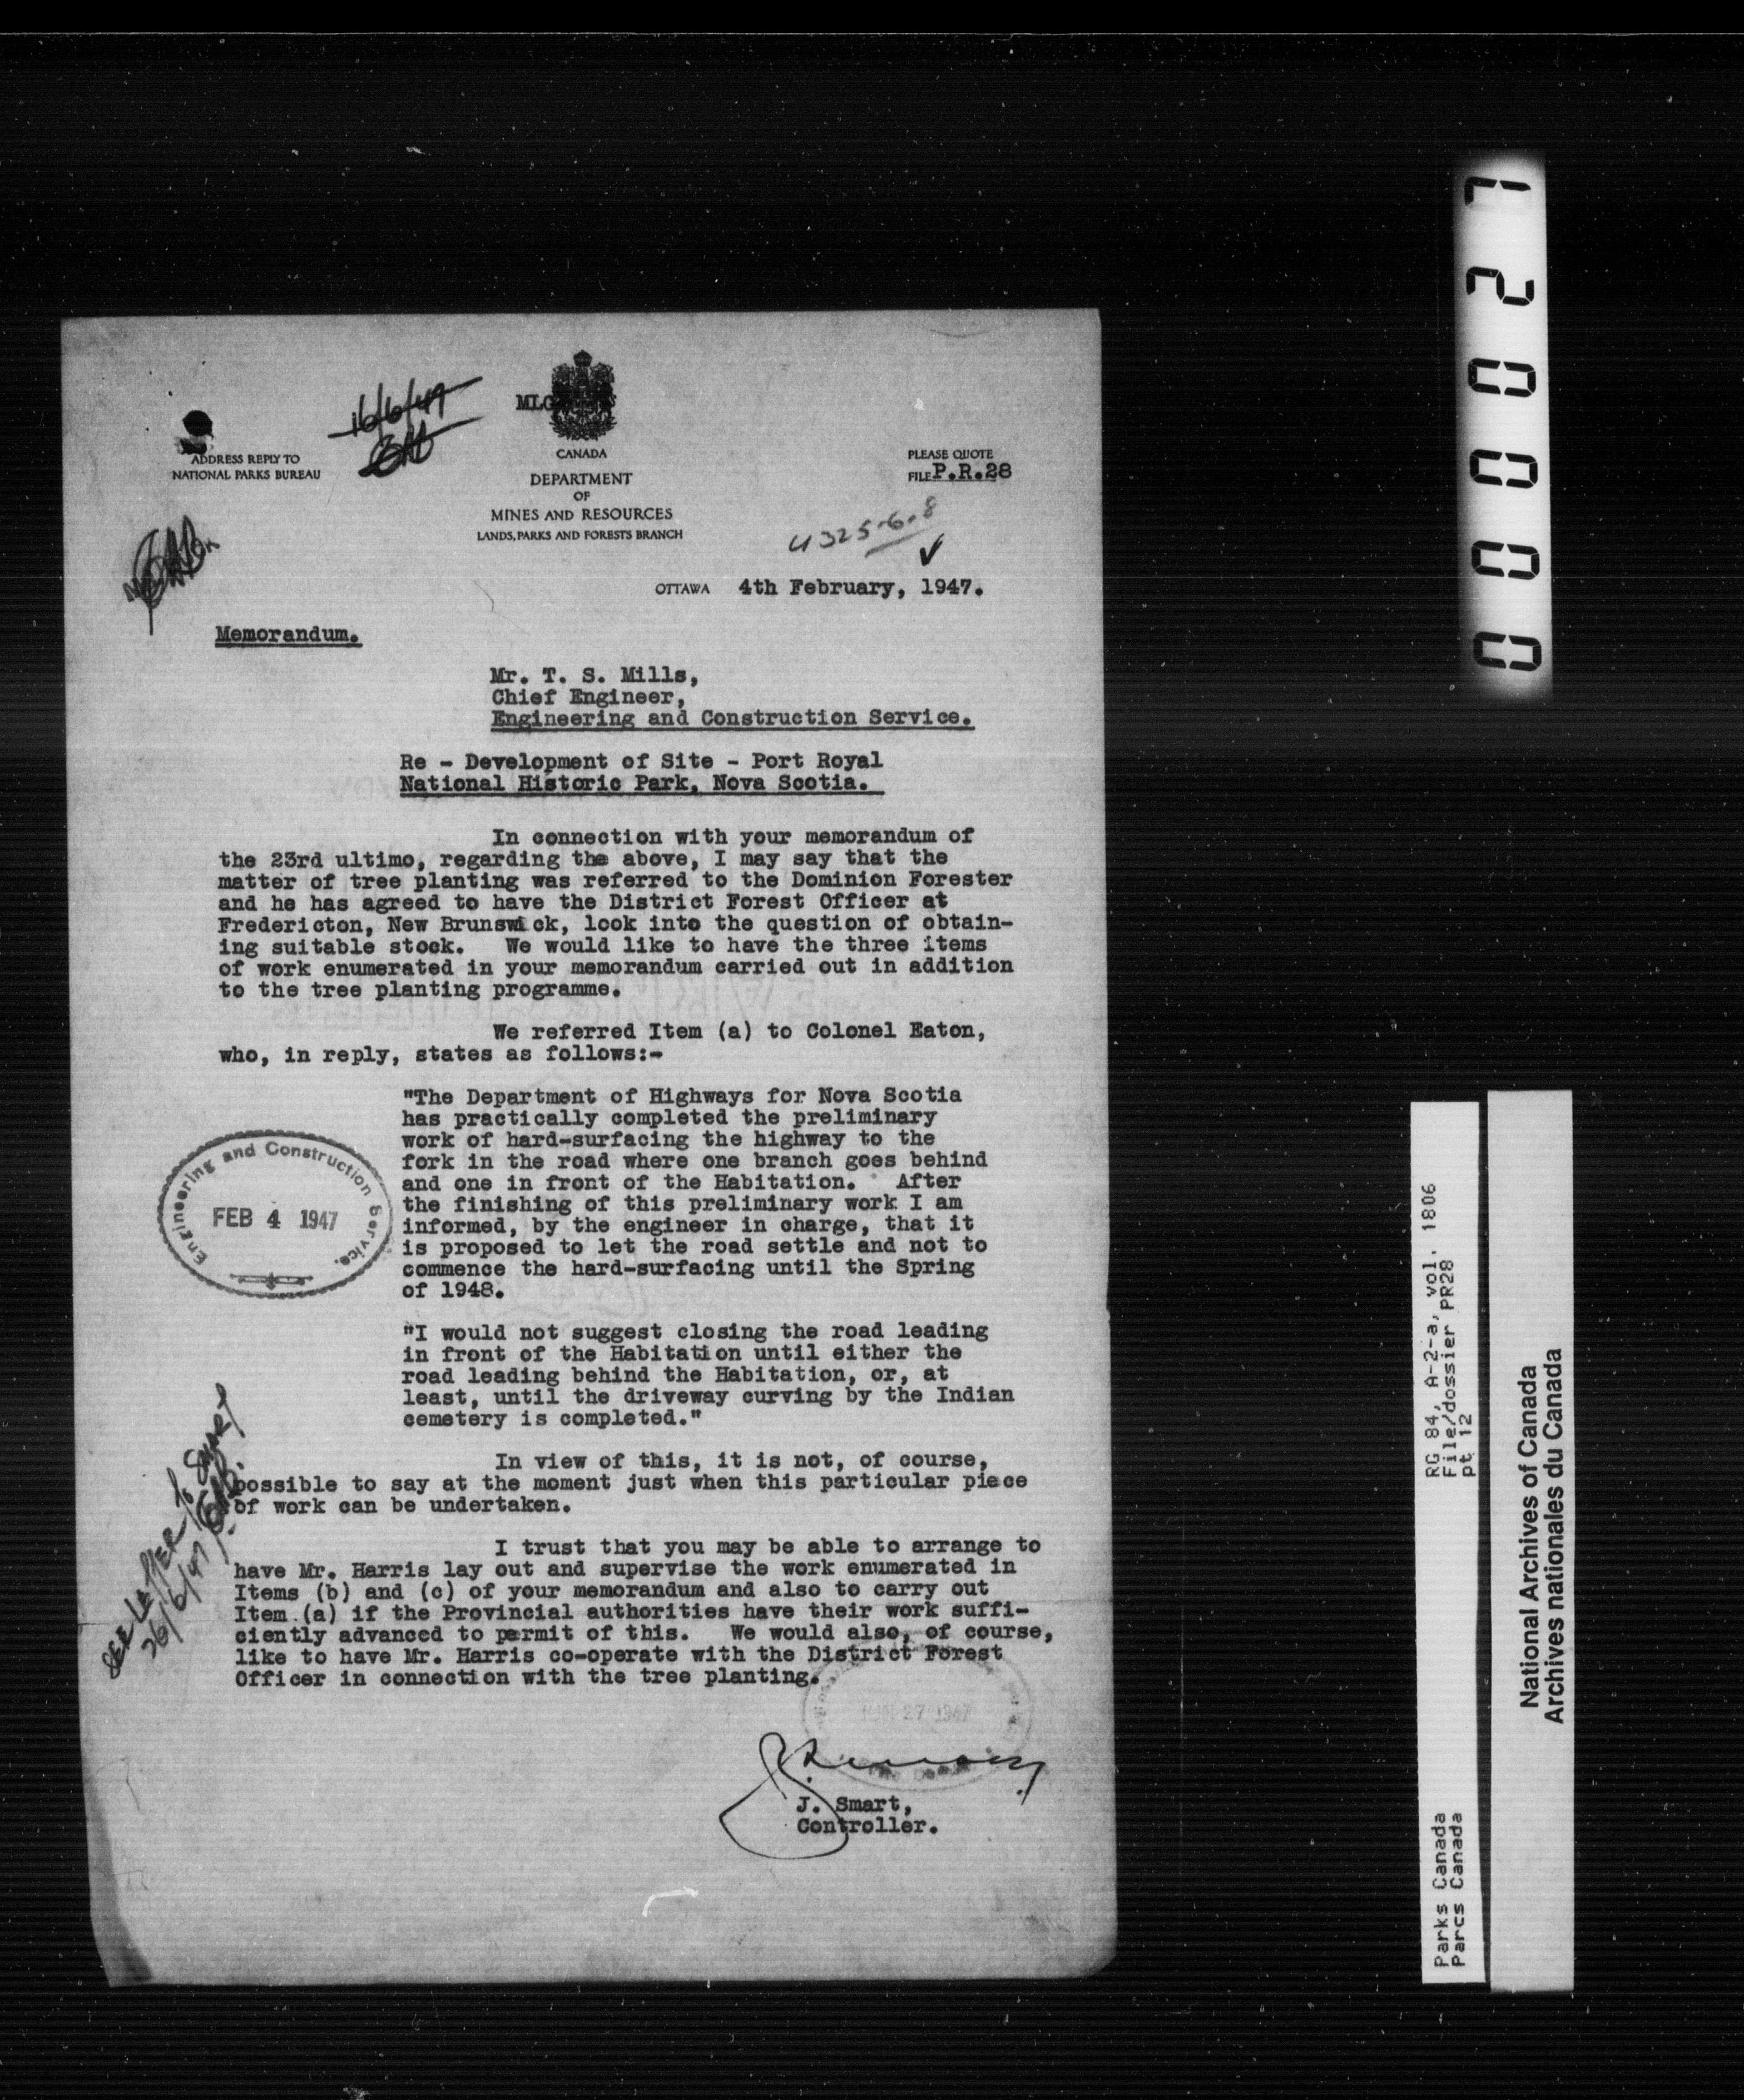 16/6/47
MLG
ADDRESS REPLY TO
NATIONAL PARKS BUREAU
CANADA
DEPARTMENT
OF
MINES AND RESOURCES
LANDS, PARKS AND FORESTS BRANCH
PLEASE QUOTE
FILE P.R.28
4325-6.8
OTTAWA 4th February, 1947.
Memorandum.
Mr. T. S. Mills,
Chief Engineer,
Engineering and Construction Service.
Re - Development of Site - Port Royal
National Historic Park, Nova Scotia.
In connection with your memorandum of
the 23rd ultimo, regarding the above, I may say that the
matter of tree planting was referred to the Dominion Forester
and he has agreed to have the District Forest Officer at
Fredericton, New Brunswick, look into the question of obtain-
ing suitable stock. We would like to have the three items
of work enumerated in your memorandum carried out in addition
to the tree planting programme.
We referred Item (a) to Colonel Eaton,
who, in reply, states as follows:-
"The Department of Highways for Nova Scotia
has practically completed the preliminary
work of hard-surfacing the highway to the
fork in the road where one branch goes behind
and one in front of the Habitation. After
the finishing of this preliminary work I am
informed, by the engineer in charge, that it
is proposed to let the road settle and not to
commence the hard-surfacing until the Spring
of 1948.
Engineering and Construction Service.
FEB 4 1947
"I would not suggest closing the road leading
in front of the Habitation until either the
road leading behind the Habitation, or, at
least, until the driveway curving by the Indian
cemetery is completed."
In view of this, it is not, of course,
possible to say at the moment just when this particular piece
of work can be undertaken.
I trust that you may be able to arrange to
have Mr. Harris lay out and supervise the work enumerated in
Items (b) and (c) of your memorandum and also to carry out
Item (a) if the Provincial authorities have their work suffi-
ciently advanced to permit of this. We would also, of course,
like to have Mr. Harris co-operate with the District Forest
Officer in connection with the tree planting.
SEE LETTER TO SMART
26/6/47
JUN 27 1947
J. Smart,
Controller.
00027
RG 84, A-2-a, vol. 1806
File/dossier PR28
pt 12
Parks Canada
Parcs Canada
National Archives of Canada
Archives nationales du Canada